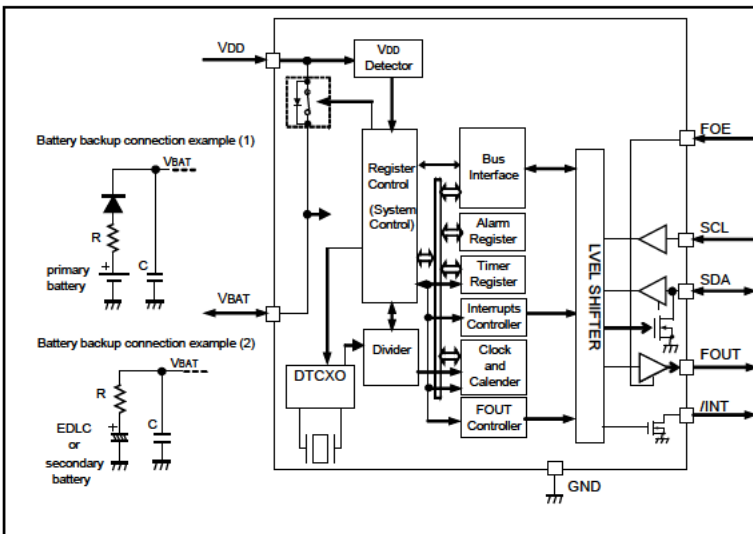 VDD
VDD
Detector
FOE
Battery backup connection example (1)
VBAT
R
+
C
primary
battery
Register
Control
(System
Control)
Bus
Interface
Alarm
Register
Timer
Register
Interrupts
Controller
Clock
and
Calender
FOUT
Controller
LVEL SHIFTER
SCL
SDA
FOUT
/INT
VBAT
Battery backup connection example (2)
VBAT
R
+
C
EDLC
or
secondary
battery
Divider
DTCXO
GND